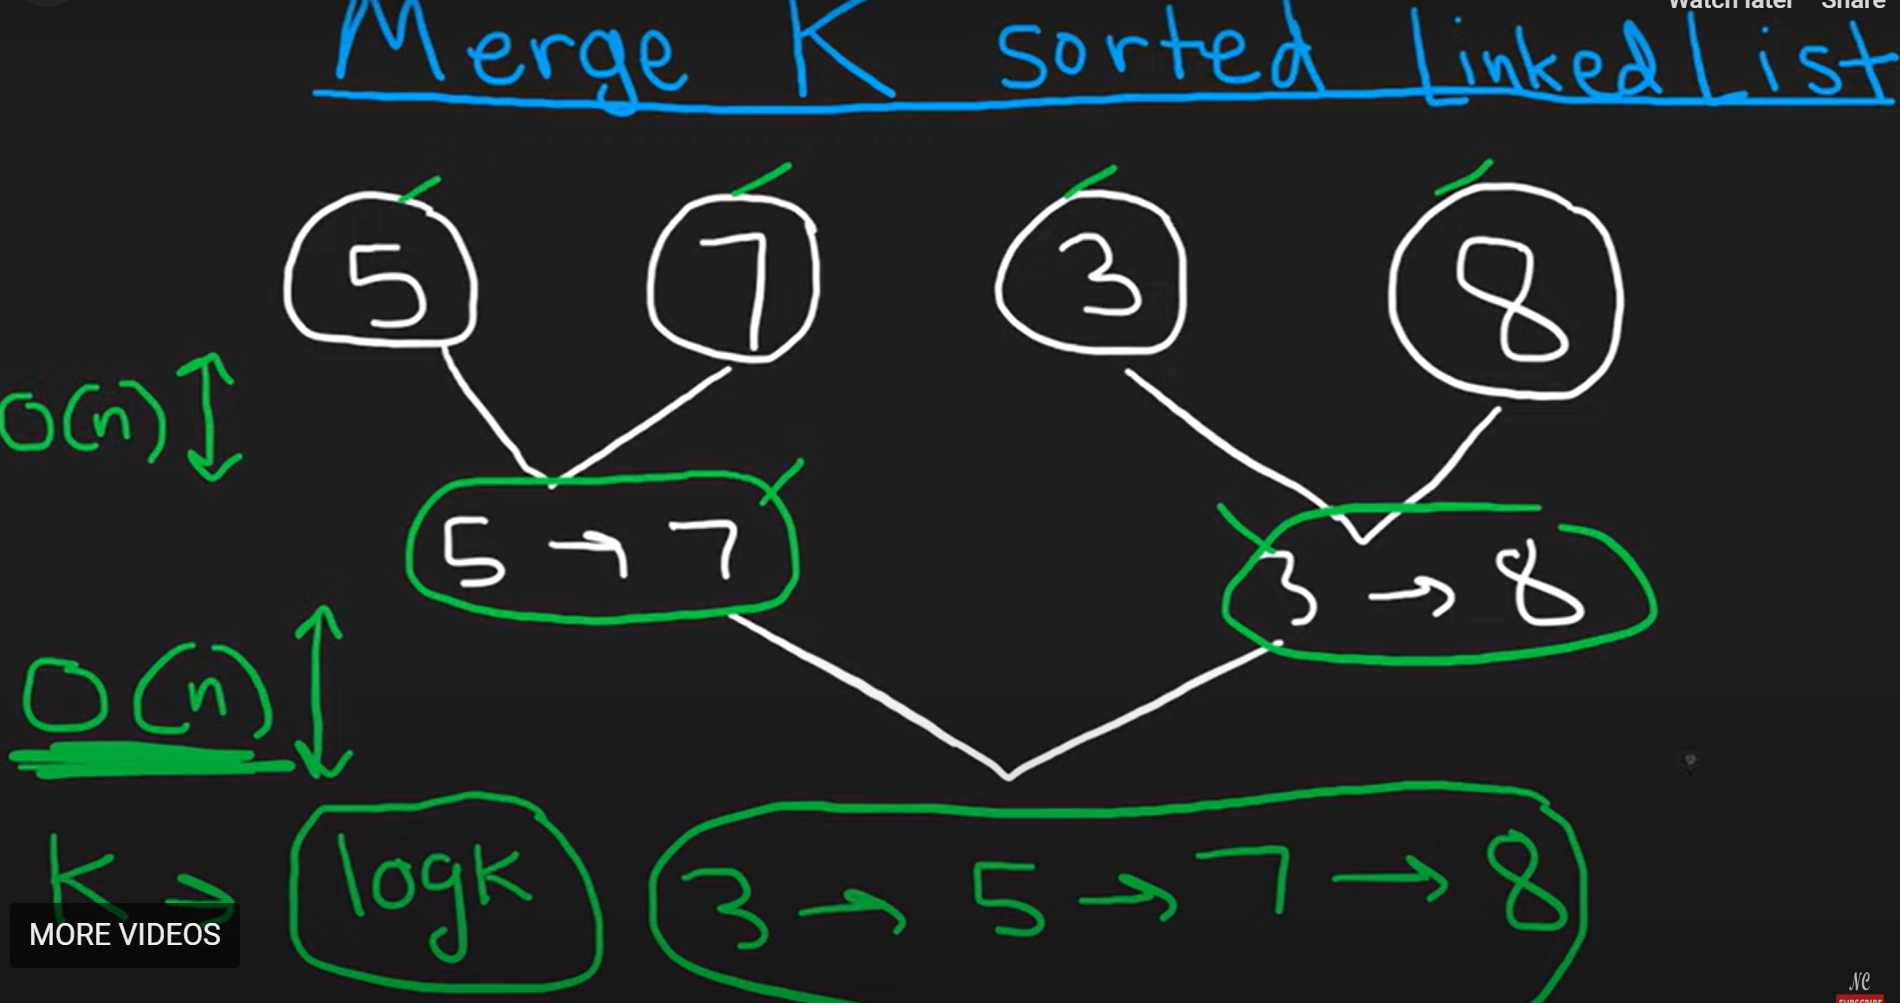 Watch later Share
Merge K sorted Linked List
5 7 3 8
O(n)
5 → 7 3 → 8
O(n)
K → logK 3 → 5 → 7 → 8
MORE VIDEOS
NC
SUBSCRIBE